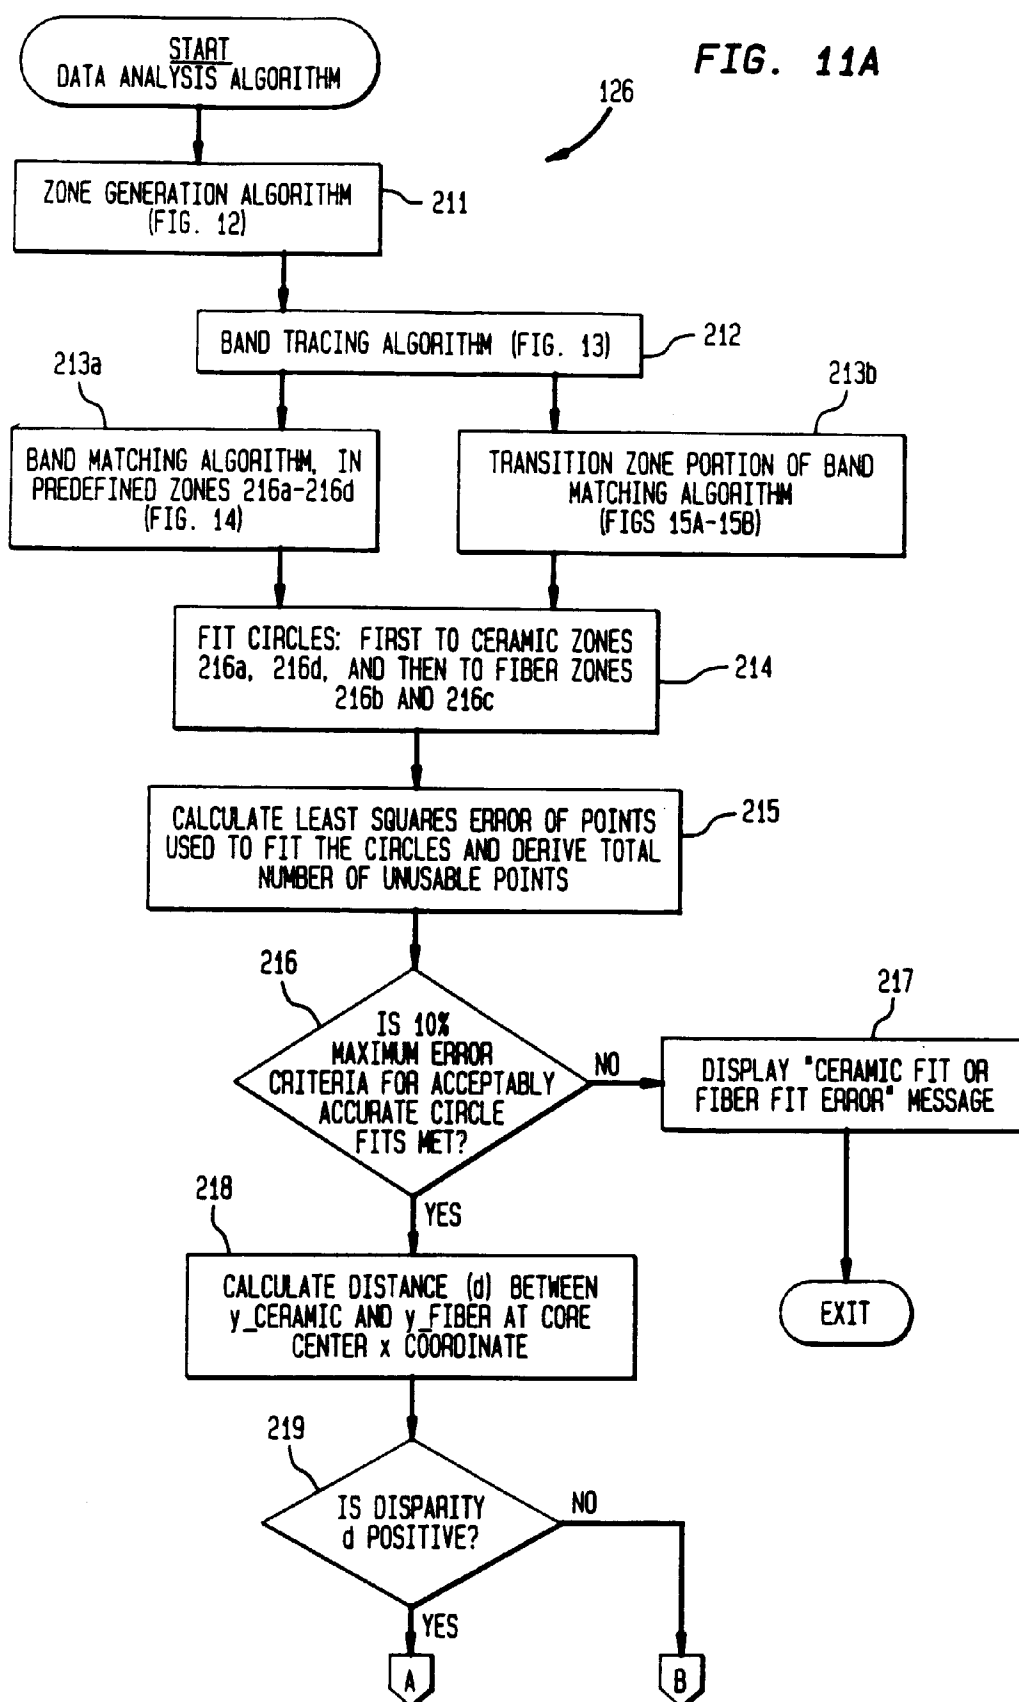 START
DATA ANALYSIS ALGORITHM
FIG. 11A
126
ZONE GENERATION ALGORITHM
(FIG. 12)
211
BAND TRACING ALGORITHM (FIG. 13)
212
213a
213b
BAND MATCHING ALGORITHM, IN
PREDEFINED ZONES 216a-216d
(FIG. 14)
TRANSITION ZONE PORTION OF BAND
MATCHING ALGORITHM
(FIGS 15A-15B)
FIT CIRCLES: FIRST TO CERAMIC ZONES
216a, 216d, AND THEN TO FIBER ZONES
216b AND 216c
214
CALCULATE LEAST SQUARES ERROR OF POINTS
USED TO FIT THE CIRCLES AND DERIVE TOTAL
NUMBER OF UNUSABLE POINTS
215
216
IS 10%
MAXIMUM ERROR
CRITERIA FOR ACCEPTABLY
ACCURATE CIRCLE
FITS MET?
NO
217
DISPLAY "CERAMIC FIT OR
FIBER FIT ERROR" MESSAGE
EXIT
YES
218
CALCULATE DISTANCE (d) BETWEEN
y_CERAMIC AND y_FIBER AT CORE
CENTER x COORDINATE
219
IS DISPARITY
d POSITIVE?
NO
YES
A
B